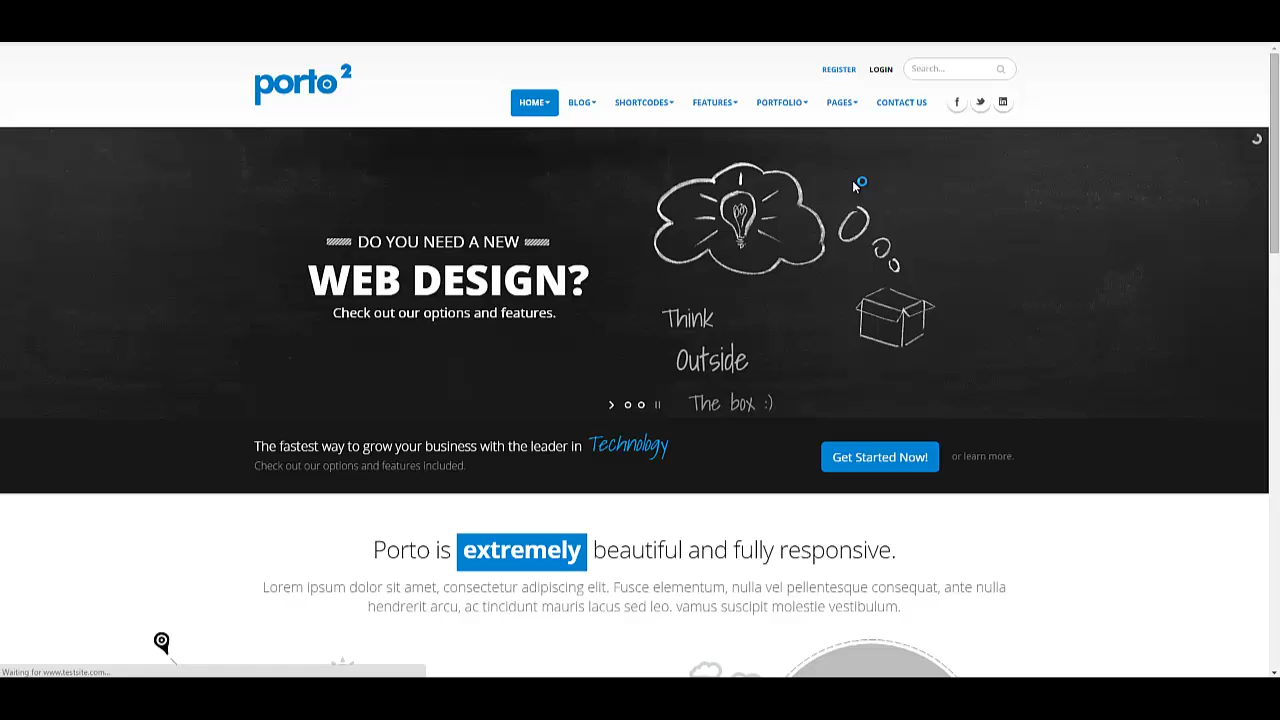 porto 2
REGISTER LOGIN Search...
HOME BLOG SHORTCODES FEATURES PORTFOLIO PAGES CONTACT US
DO YOU NEED A NEW
WEB DESIGN?
Check out our options and features.
Think
Outside
The box :)
The fastest way to grow your business with the leader in Technology
Check out our options and features included.
Get Started Now! or learn more.
Porto is extremely beautiful and fully responsive.
Lorem ipsum dolor sit amet, consectetur adipiscing elit. Fusce elementum, nulla vel pellentesque consequat, ante nulla
hendrerit arcu, ac tincidunt mauris lacus sed leo. vamus suscipit molestie vestibulum.
Waiting for www.testsite.com...